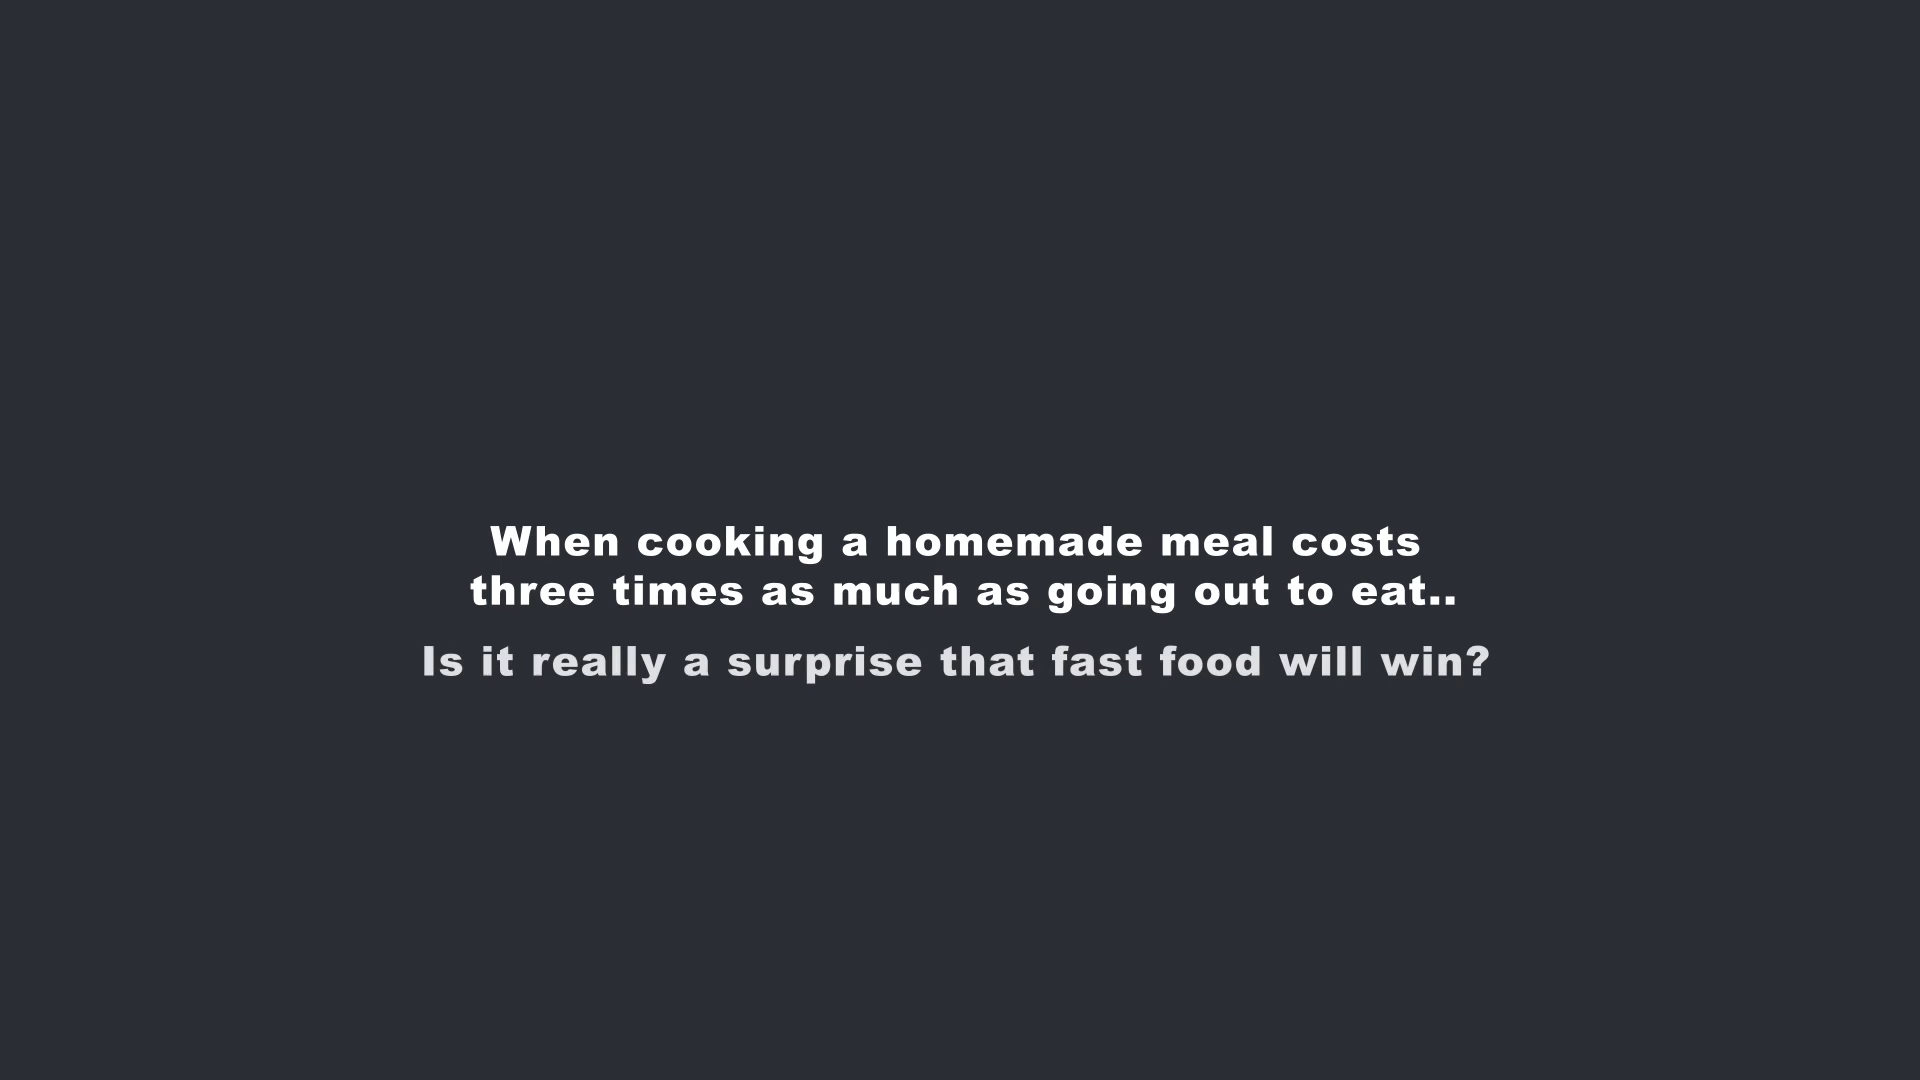 When cooking a homemade meal costs
three times as much as going out to eat..
Is it really a surprise that fast food will win?